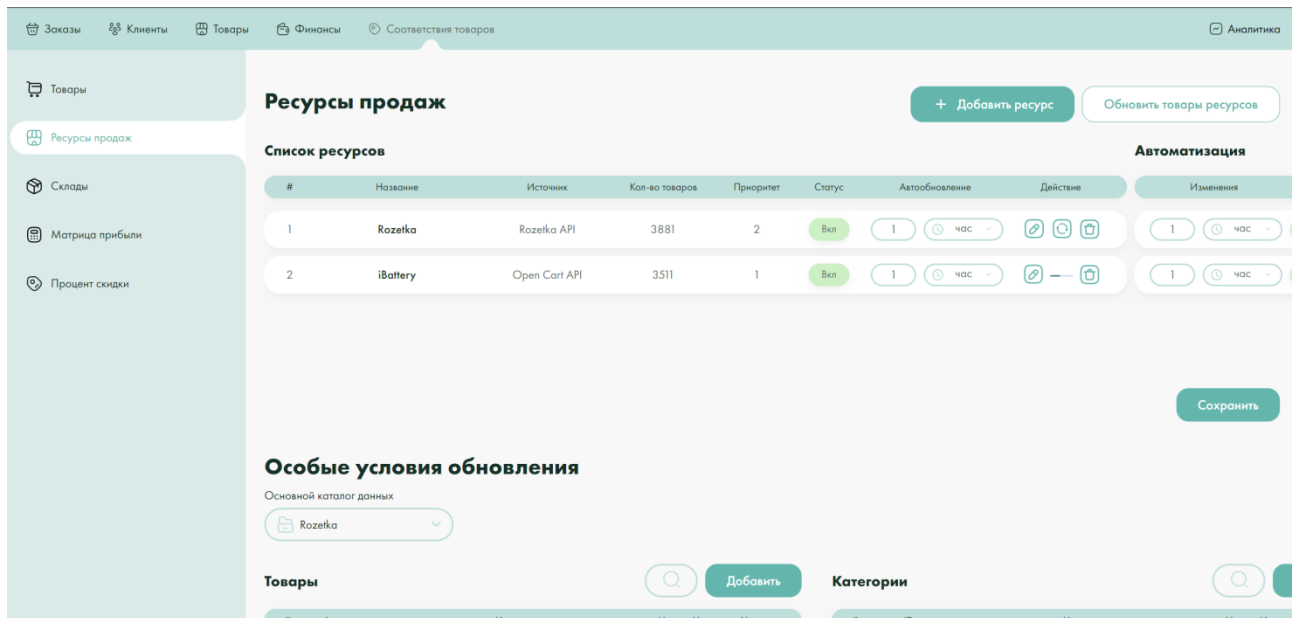 Заказы Клиенты Товары Финансы Соответствия товаров Аналитика
Товары
Ресурсы продаж
Склады
Матрица прибыли
Процент скидки
Ресурсы продаж
+ Добавить ресурс Обновить товары ресурсов
Список ресурсов Автоматизация
# Название Источник Кол-во товаров Приоритет Статус Автообновление Действие Изменения
1 Rozetka Rozetka API 3881 2 Вкл 1 час 1 час
2 iBattery Open Cart API 3511 1 Вкл 1 час 1 час
Сохранить
Особые условия обновления
Основной каталог данных
Rozetka
Товары Добавить Категории